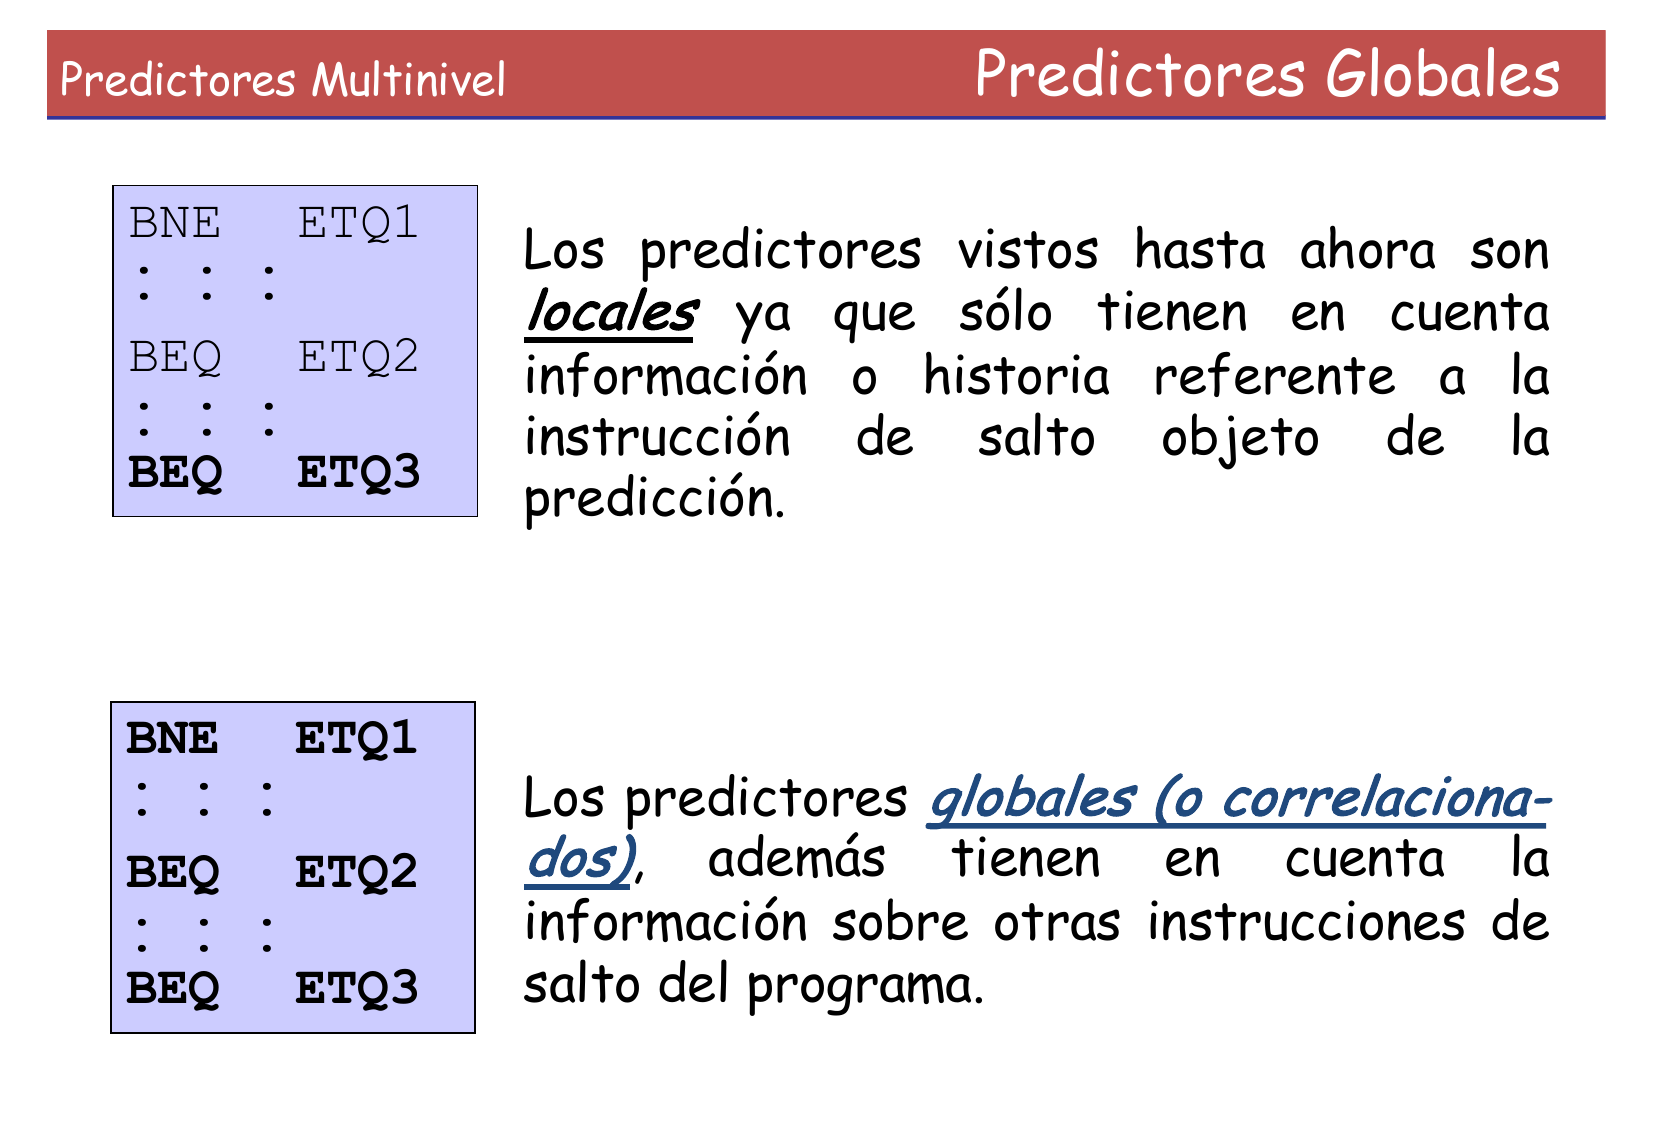 Predictores Multinivel Predictores Globales
BNE ETQ1
: : :
BEQ ETQ2
: : :
BEQ ETQ3
Los predictores vistos hasta ahora son
locales ya que sólo tienen en cuenta
información o historia referente a la
instrucción de salto objeto de la
predicción.
BNE ETQ1
: : :
BEQ ETQ2
: : :
BEQ ETQ3
Los predictores globales (o correlaciona-
dos), además tienen en cuenta la
información sobre otras instrucciones de
salto del programa.